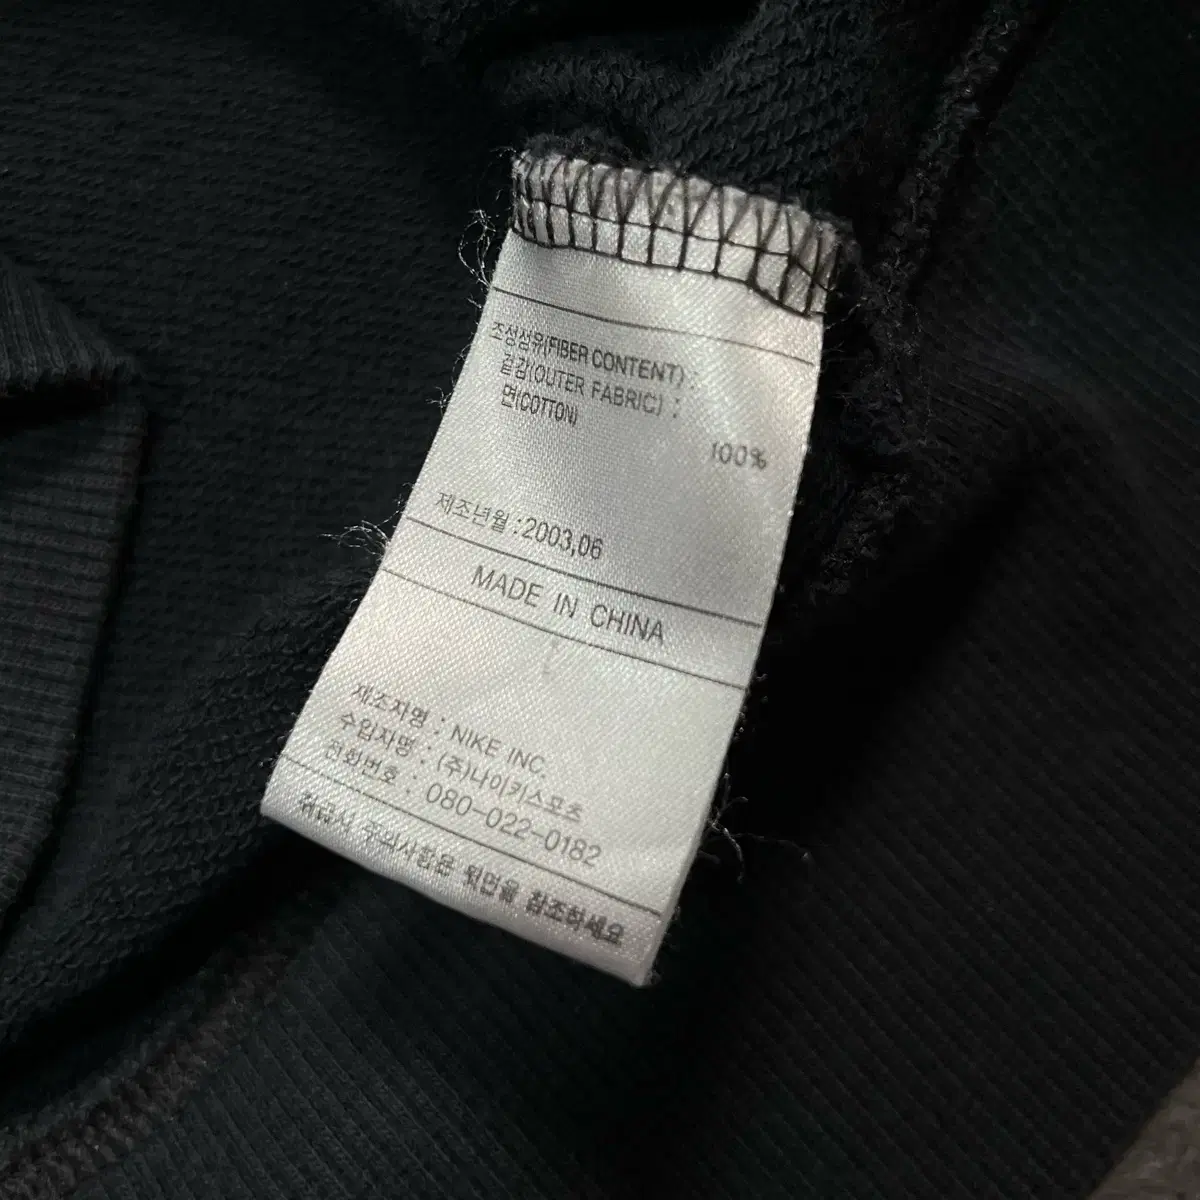 조성섬유(FIBER CONTENT) :
겉감(OUTER FABRIC) :
면(COTTON)
100%
제조년월 : 2003,06
MADE IN CHINA
제조자명 : NIKE INC.
수입자명 : (주)나이키스포츠
전화번호 : 080-022-0182
취급시 주의사항은 뒷면을 참조하세요